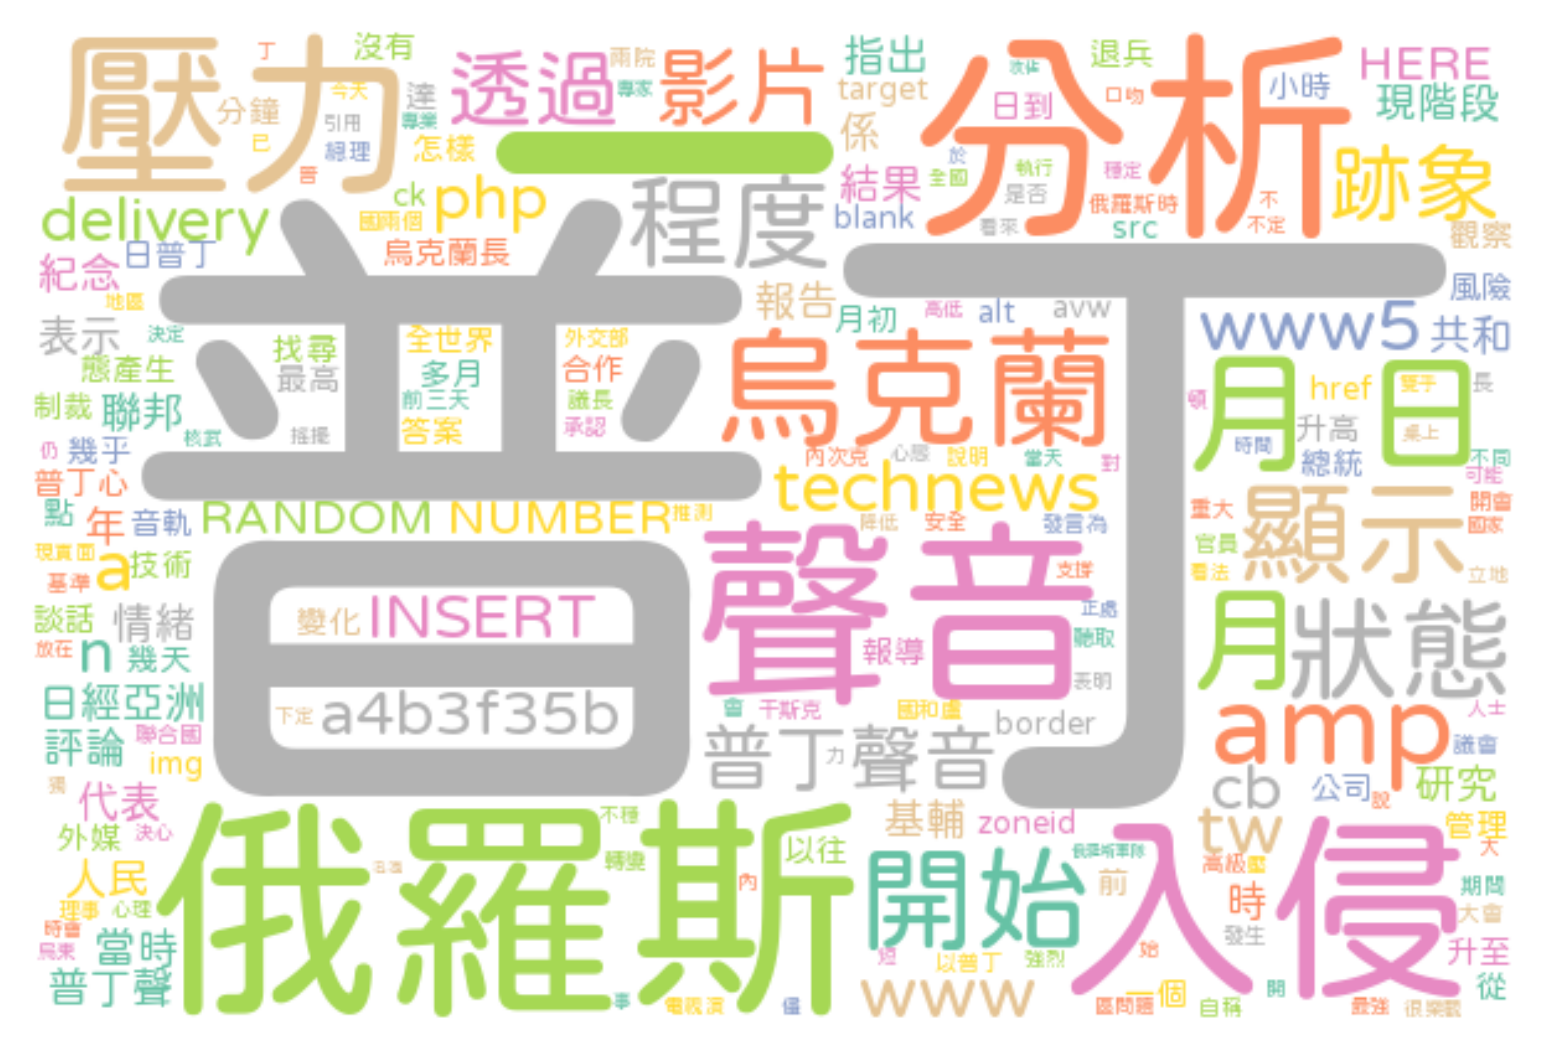 壓力
丁
沒有
分鐘
今天
達
引用
專業
已
總理
怎樣
透過
兩院
專家
影片
一
指出
target
係
退兵
日到
口吻
分析
小時
HERE
現階段
跡象
ck
php
國兩個
烏克蘭長
程度
結果
blank
於
全國
執行
是否
看來
穩定
俄羅斯時
src
不
不定
觀察
delivery
日普丁
紀念
地區
普丁
報告
月初
高低
alt
avw
風險
www5
共和
表示
決定
態產生
制裁
聯邦
核武
仍
幾乎
普丁心
找尋
最高
搖擺
全世界
多月
前三天
答案
外交部
合作
議長
承認
烏克蘭
頓
月
日
href
雙手
桌上
長
升高
時間
總統
不同
可能
內次克
心態
說明
當天
對
technews
點
年
音軌
RANDOM
NUMBER
推測
降低
安全
發言為
重大
官員
看法
顯示
開會
國家
立地
現實面
基準
a
技術
聲音
支撐
正處
聽取
表明
報導
談話
情緒
放在
n
幾天
變化
INSERT
下定
a4b3f35b
月
狀態
日經亞洲
評論
聯合國
img
會
干斯克
國和盧
border
普丁聲音
力
amp
人士
議會
代表
外媒
決心
cb
公司
說
研究
tw
管理
大
基輔
zoneid
人民
理事
心理
時會
烏東
當時
普丁聲
俄羅斯
不穩
轉變
以往
內
事
電視演
開始
俄羅斯軍隊
前
短
以普丁
強烈
www
入侵
始
一個
區問題
自稱
開
高級
時
發生
期間
大會
升至
從
最強
很樂觀